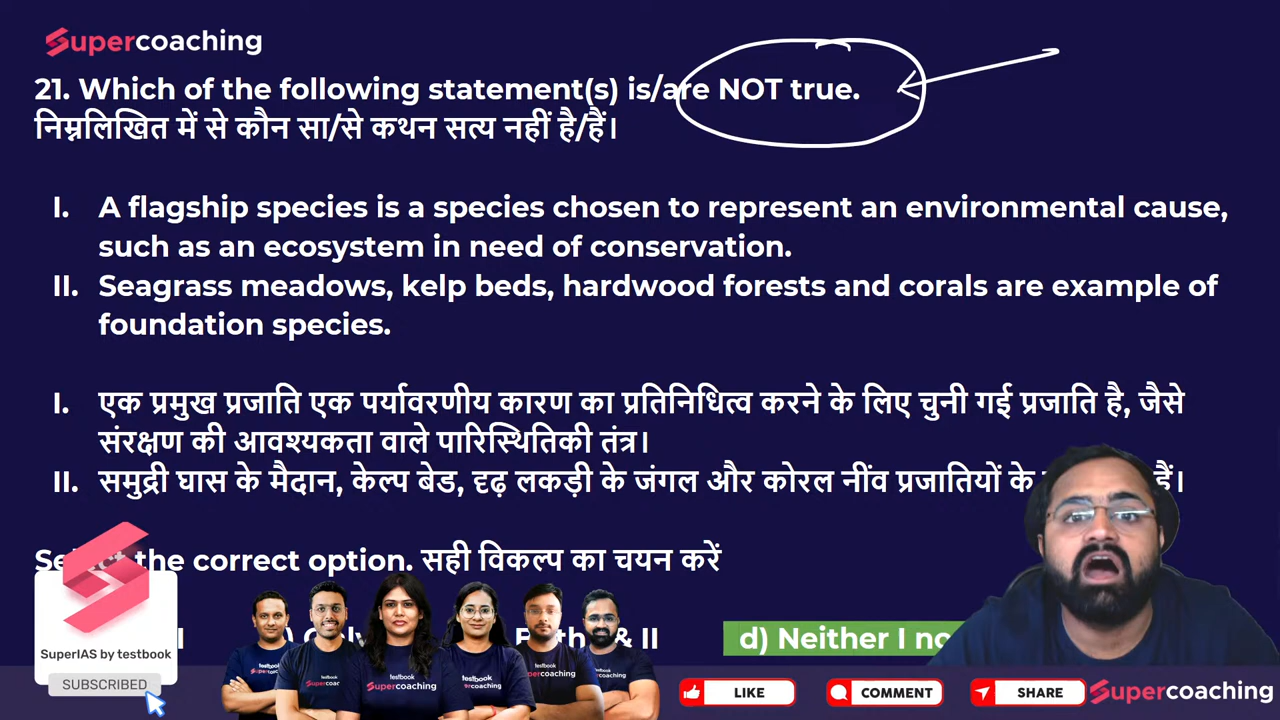 Supercoaching
21. Which of the following statement(s) is/are NOT true.
निम्नलिखित में से कौन सा/से कथन सत्य नहीं है/हैं।
I. A flagship species is a species chosen to represent an environmental cause,
such as an ecosystem in need of conservation.
II. Seagrass meadows, kelp beds, hardwood forests and corals are example of
foundation species.
I. एक प्रमुख प्रजाति एक पर्यावरणीय कारण का प्रतिनिधित्व करने के लिए चुनी गई प्रजाति है, जैसे
संरक्षण की आवश्यकता वाले पारिस्थितिकी तंत्र।
II. समुद्री घास के मैदान, केल्प बेड, दृढ़ लकड़ी के जंगल और कोरल नींव प्रजातियों के हैं।
the correct option. सही विकल्प का चयन करें
I & II d) Neither I
SuperIAS by testbook
SUBSCRIBED
testbook
Supercoaching
LIKE COMMENT SHARE Supercoaching